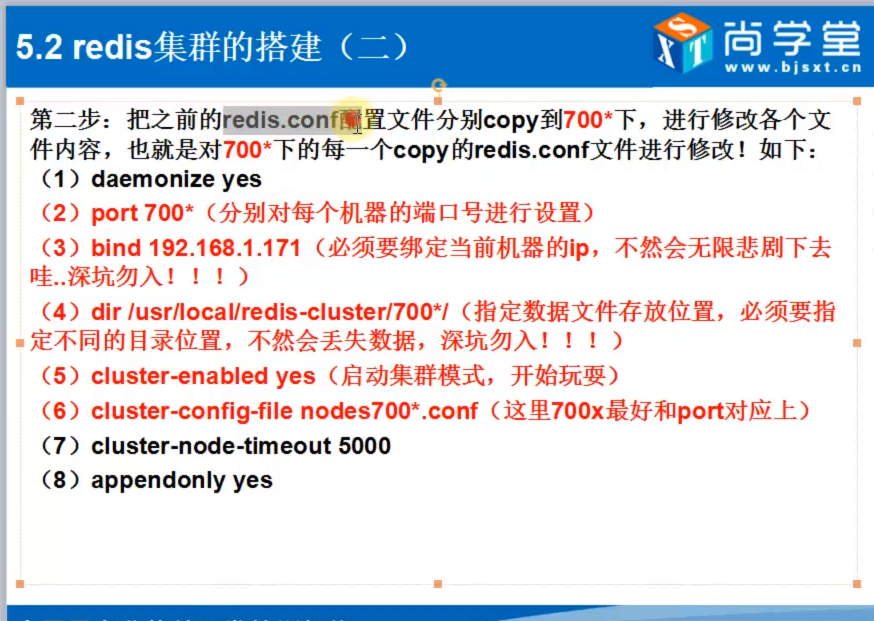 5.2 redis集群的搭建（二）
尚学堂
www.bjsxt.cn
XST
第二步：把之前的redis.conf配置文件分别copy到700*下，进行修改各个文
件内容，也就是对700*下的每一个copy的redis.conf文件进行修改！如下：
（1）daemonize yes
（2）port 700*（分别对每个机器的端口号进行设置）
（3）bind 192.168.1.171（必须要绑定当前机器的ip，不然会无限悲剧下去
哇..深坑勿入！！！）
（4）dir /usr/local/redis-cluster/700*/（指定数据文件存放位置，必须要指
定不同的目录位置，不然会丢失数据，深坑勿入！！！）
（5）cluster-enabled yes（启动集群模式，开始玩耍）
（6）cluster-config-file nodes700*.conf（这里700x最好和port对应上）
（7）cluster-node-timeout 5000
（8）appendonly yes